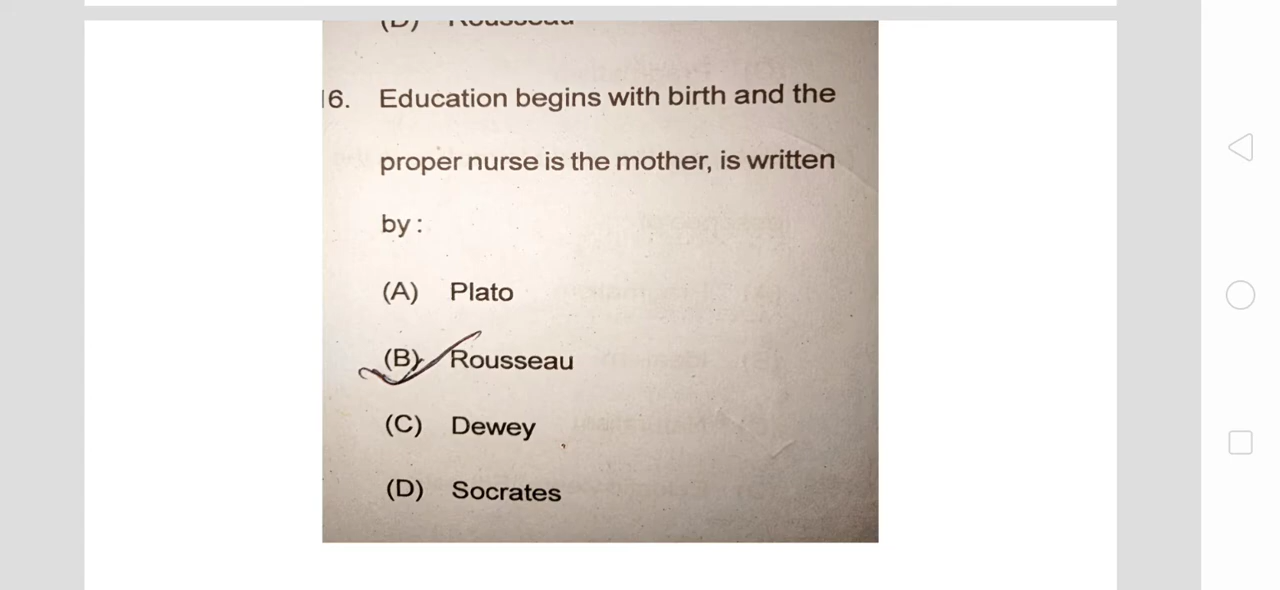 (D) Rousseau
16. Education begins with birth and the
proper nurse is the mother, is written
by :
(A) Plato
(B) Rousseau
(C) Dewey
(D) Socrates